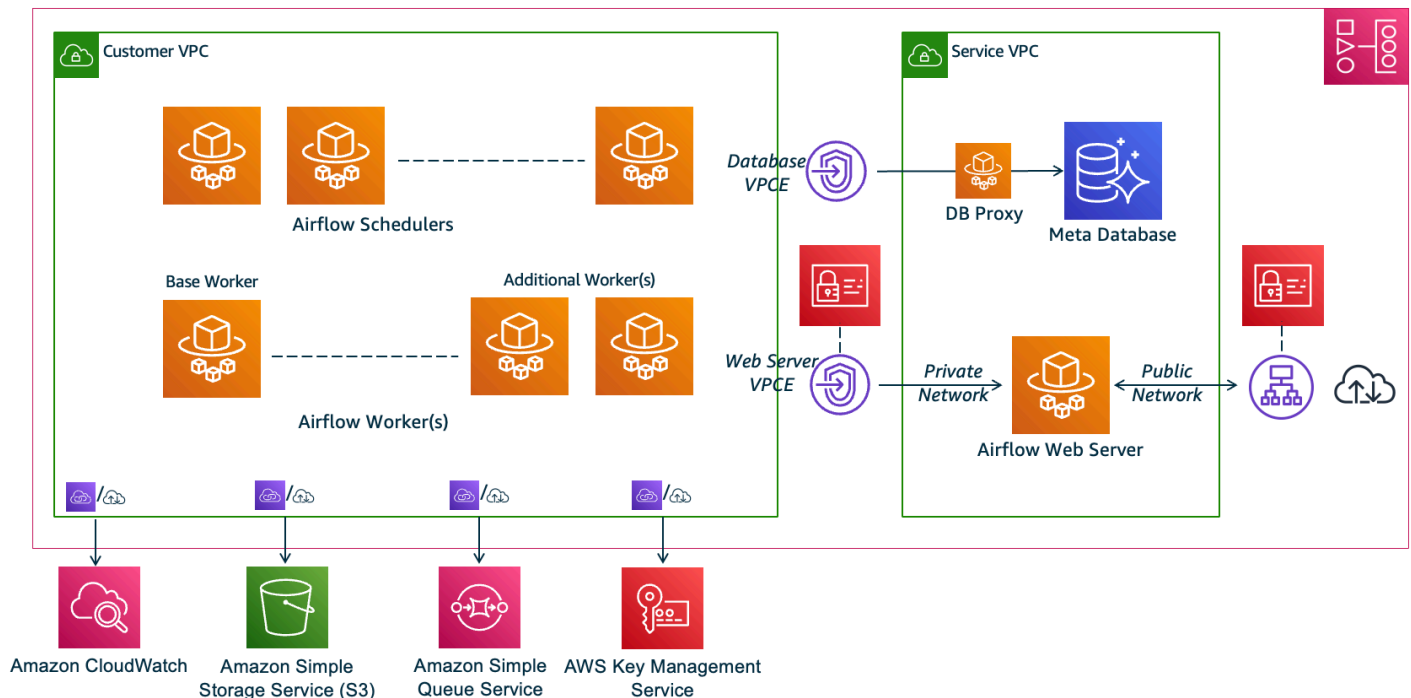 Customer VPC
Service VPC
Airflow Schedulers
Database
VPCE
DB Proxy
Meta Database
Base Worker
Additional Worker(s)
Airflow Worker(s)
Web Server
VPCE
Private
Network
Public
Network
Airflow Web Server
/
/
/
/
Amazon CloudWatch
Amazon Simple
Storage Service (S3)
Amazon Simple
Queue Service
AWS Key Management
Service